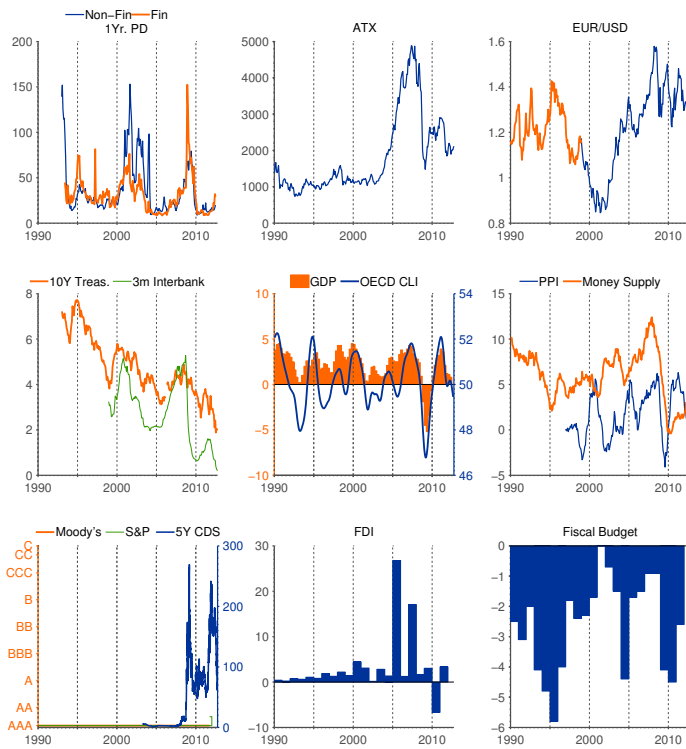 Non-Fin Fin
1Yr. PD
200
150
100
50
0
1990 2000 2010
ATX
5000
4000
3000
2000
1000
0
1990 2000 2010
EUR/USD
1.6
1.4
1.2
1
0.8
1990 2000 2010
10Y Treas. 3m Interbank
8
6
4
2
0
1990 2000 2010
GDP OECD CLI
10 54
5 52
0 50
−5 48
−10 46
1990 2000 2010
PPI Money Supply
15
10
5
0
−5
1990 2000 2010
Moody's S&P 5Y CDS
C 300
CC
CCC
B 200
BB
BBB
A 100
AA
AAA 0
1990 2000 2010
FDI
30
20
10
0
−10
1990 2000 2010
Fiscal Budget
0
−1
−2
−3
−4
−5
−6
1990 2000 2010